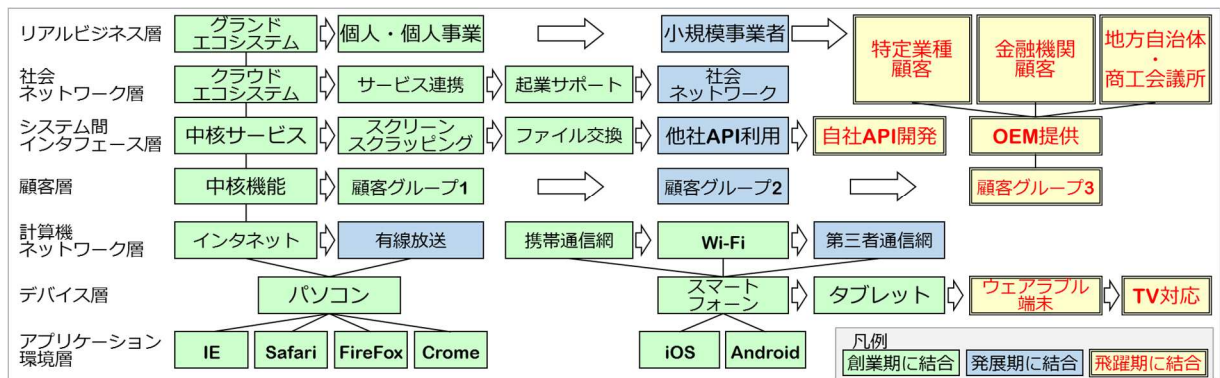 リアルビジネス層
グランド
エコシステム
個人・個人事業
小規模事業者
特定業種
顧客
金融機関
顧客
地方自治体
・
商工会議所
社会
ネットワーク層
クラウド
エコシステム
サービス連携
起業サポート
社会
ネットワーク
システム間
インタフェース層
中核サービス
スクリーン
スクラッピング
ファイル交換
他社API利用
自社API開発
OEM提供
顧客層
中核機能
顧客グループ1
顧客グループ2
顧客グループ3
計算機
ネットワーク層
インタネット
有線放送
携帯通信網
Wi-Fi
第三者通信網
デバイス層
パソコン
スマート
フォーン
タブレット
ウェアラブル
端末
TV対応
アプリケーション
環境層
IE
Safari
FireFox
Crome
iOS
Android
凡例
創業期に結合
発展期に結合
飛躍期に結合